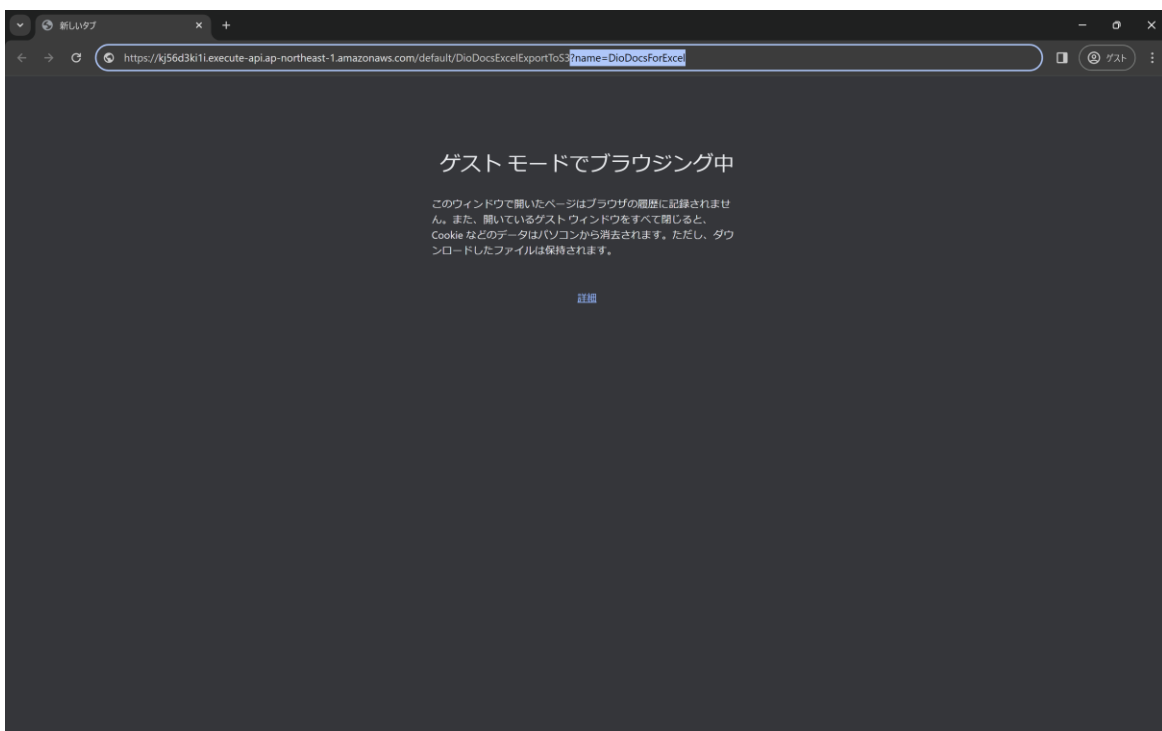 新しいタブ
https://kj56d3ki1i.execute-api.ap-northeast-1.amazonaws.com/default/DioDocsExcelExportToS3?name=DioDocsForExcel
ゲスト
ゲスト モードでブラウジング中
このウィンドウで開いたページはブラウザの履歴に記録されませ
ん。また、開いているゲスト ウィンドウをすべて閉じると、
Cookie などのデータはパソコンから消去されます。ただし、ダウ
ンロードしたファイルは保持されます。
詳細